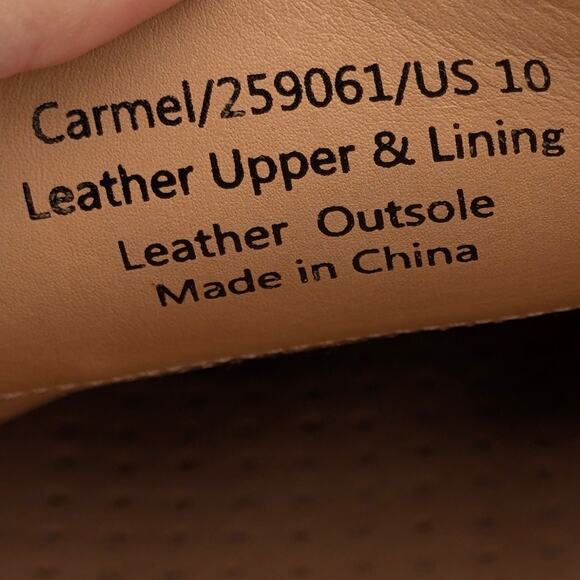 Carmel/259061/US 10
Leather Upper & Lining
Leather Outsole
Made in China